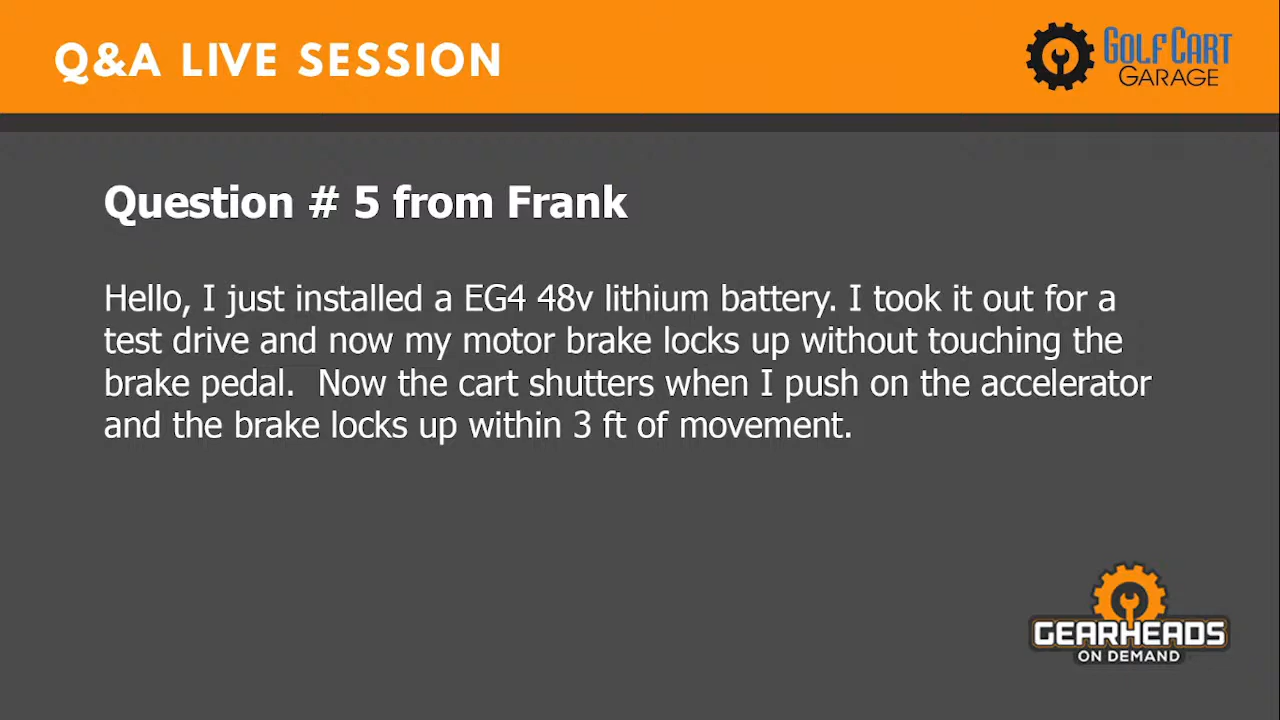 Q&A LIVE SESSION
GOLF CART
GARAGE
Question # 5 from Frank
Hello, I just installed a EG4 48v lithium battery. I took it out for a
test drive and now my motor brake locks up without touching the
brake pedal.  Now the cart shutters when I push on the accelerator
and the brake locks up within 3 ft of movement.
GEARHEADS
ON DEMAND